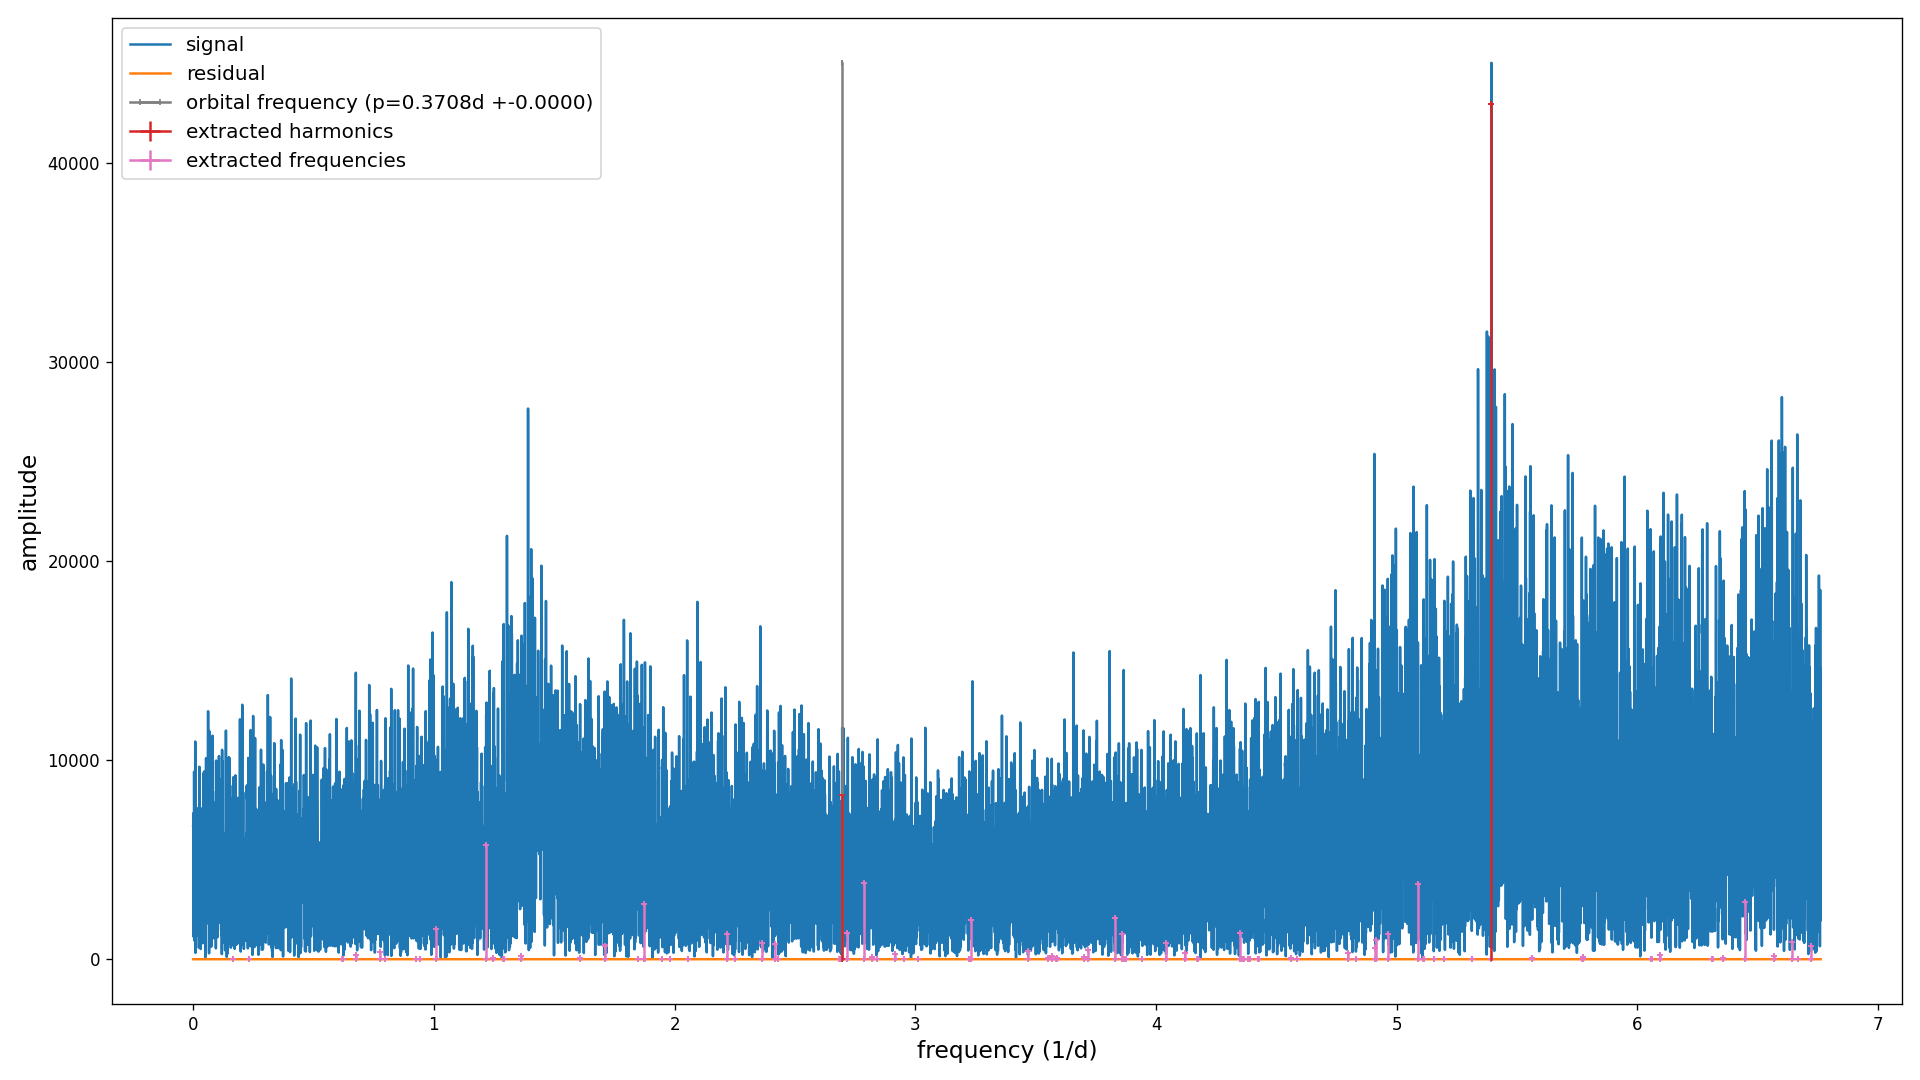 signal
residual
orbital frequency (p=0.3708d +-0.0000)
extracted harmonics
extracted frequencies
amplitude
40000
30000
20000
10000
0
0 1 2 3 4 5 6 7
frequency (1/d)